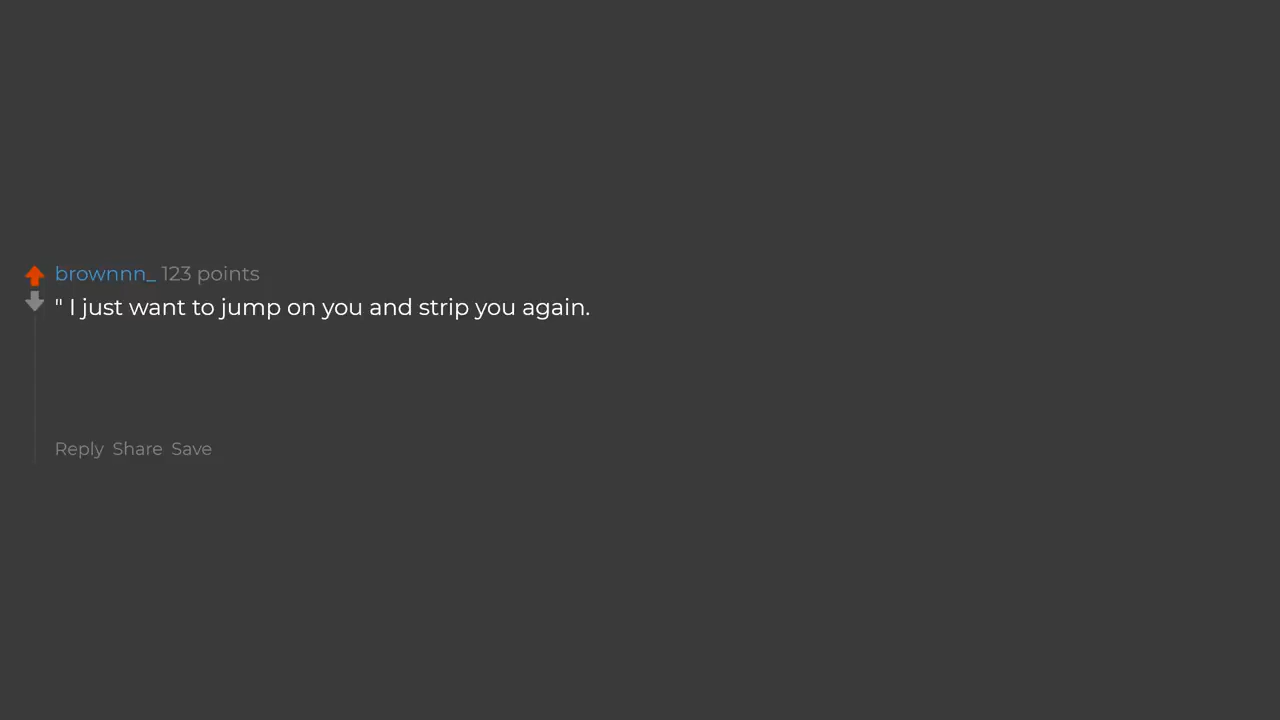 brownnn_ 123 points
" I just want to jump on you and strip you again.
Reply Share Save